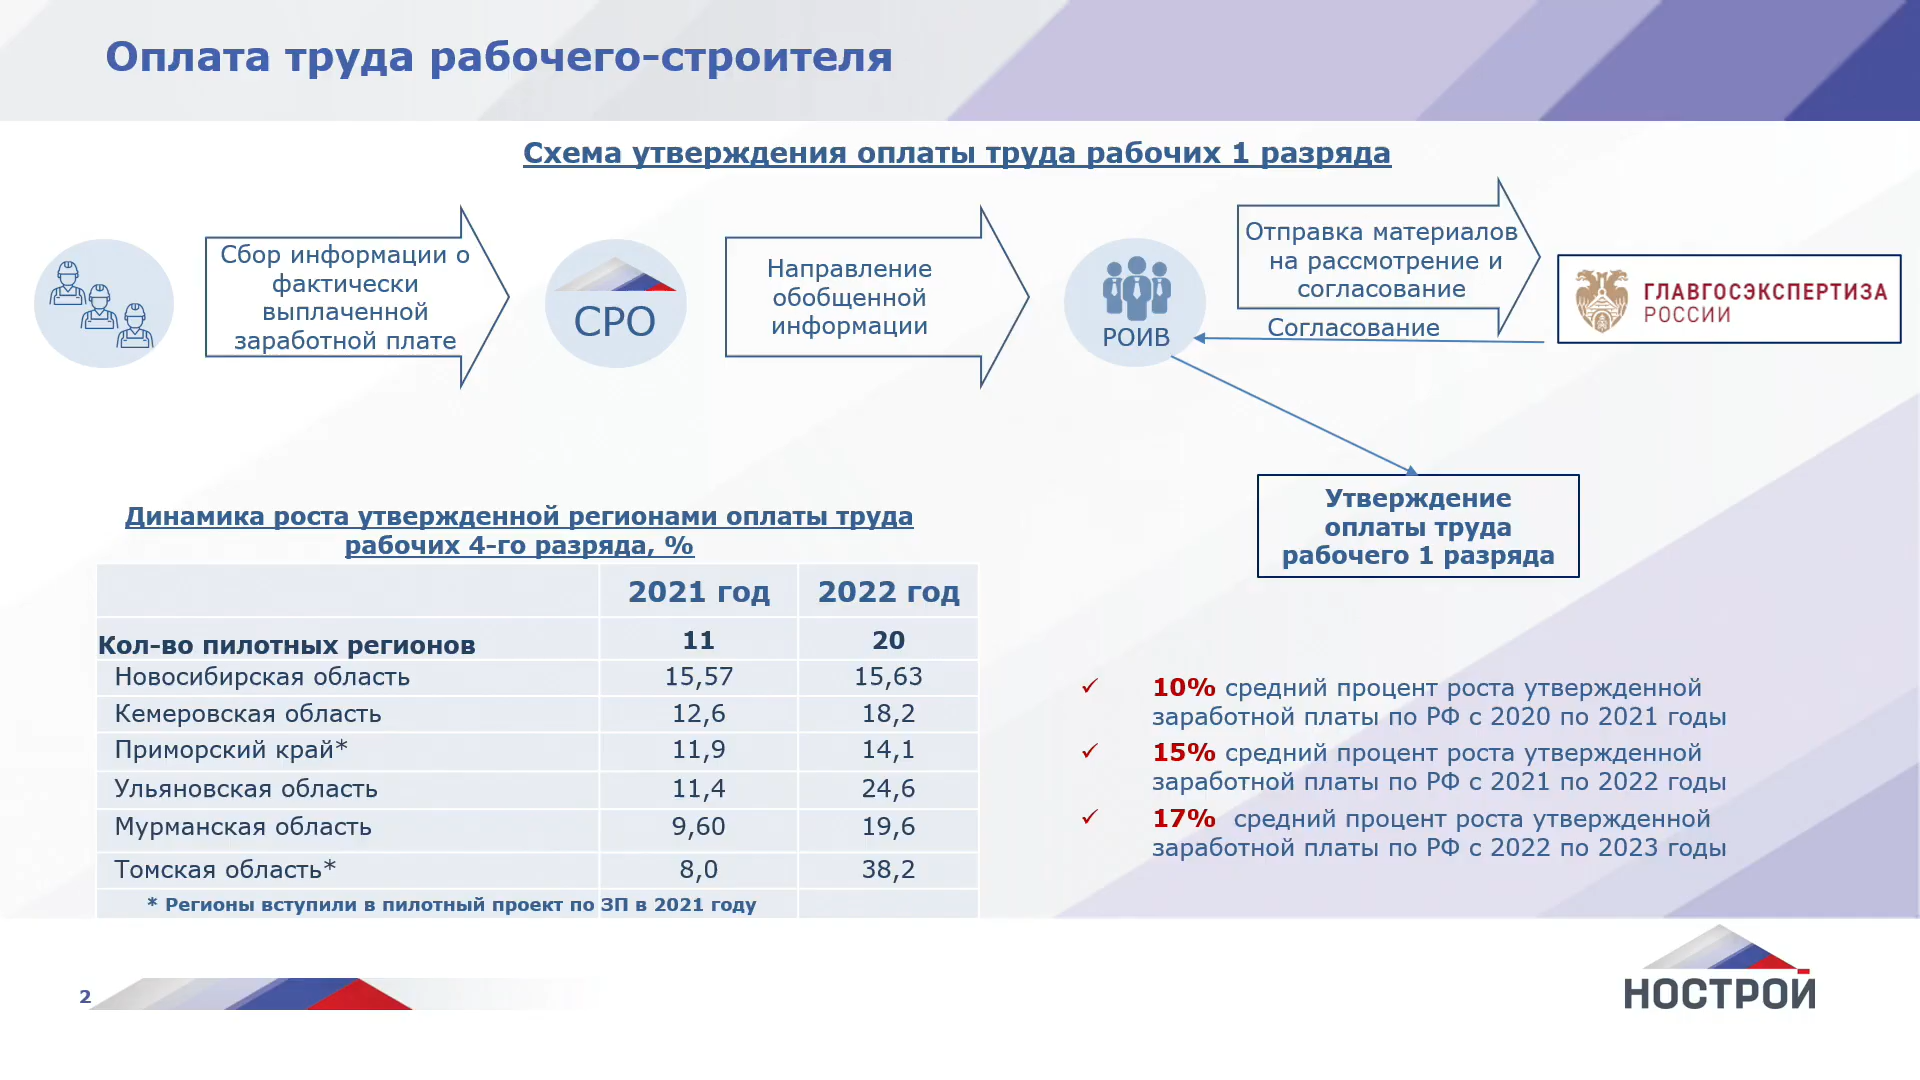 Оплата труда рабочего-строителя
Схема утверждения оплаты труда рабочих 1 разряда
Сбор информации о
фактически
выплаченной
заработной плате
СРО
Направление
обобщенной
информации
РОИВ
Отправка материалов
на рассмотрение и
согласование
Согласование
ГЛАВГОСЭКСПЕРТИЗА
РОССИИ
Утверждение
оплаты труда
рабочего 1 разряда
Динамика роста утвержденной регионами оплаты труда
рабочих 4-го разряда, %
2021 год 2022 год
Кол-во пилотных регионов 11 20
Новосибирская область 15,57 15,63
Кемеровская область 12,6 18,2
Приморский край* 11,9 14,1
Ульяновская область 11,4 24,6
Мурманская область 9,60 19,6
Томская область* 8,0 38,2
* Регионы вступили в пилотный проект по ЗП в 2021 году
✓ 10% средний процент роста утвержденной
заработной платы по РФ с 2020 по 2021 годы
✓ 15% средний процент роста утвержденной
заработной платы по РФ с 2021 по 2022 годы
✓ 17% средний процент роста утвержденной
заработной платы по РФ с 2022 по 2023 годы
2
НОСТРОЙ